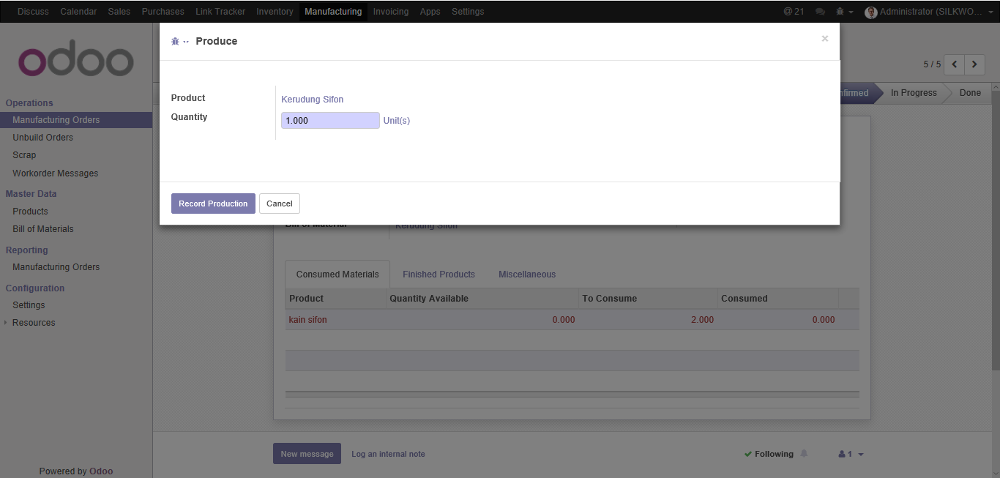 Discuss Calendar Sales Purchases Link Tracker Inventory Manufacturing Invoicing Apps Settings @ 21 Administrator (SILKWO...
Produce ×
odoo
5 / 5
Product Kerudung Sifon
Quantity 1.000 Unit(s)
nfirmed In Progress Done
Operations
Manufacturing Orders
Unbuild Orders
Scrap
Workorder Messages
Master Data
Products
Bill of Materials
Reporting
Manufacturing Orders
Configuration
Settings
Resources
Record Production Cancel
Bill of Material Kerudung Sifon
Consumed Materials Finished Products Miscellaneous
Product Quantity Available To Consume Consumed
kain sifon 0.000 2.000 0.000
New message Log an internal note Following 1
Powered by Odoo